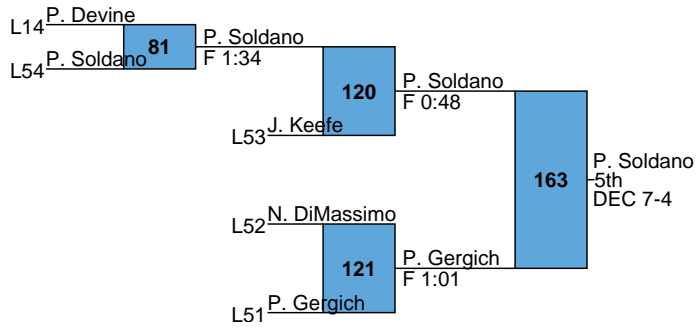 L14 P. Devine
81
L54 P. Soldano
P. Soldano
F 1:34
120
L53 J. Keefe
P. Soldano
F 0:48
163
P. Soldano
5th
DEC 7-4
L52 N. DiMassimo
121
L51 P. Gergich
P. Gergich
F 1:01